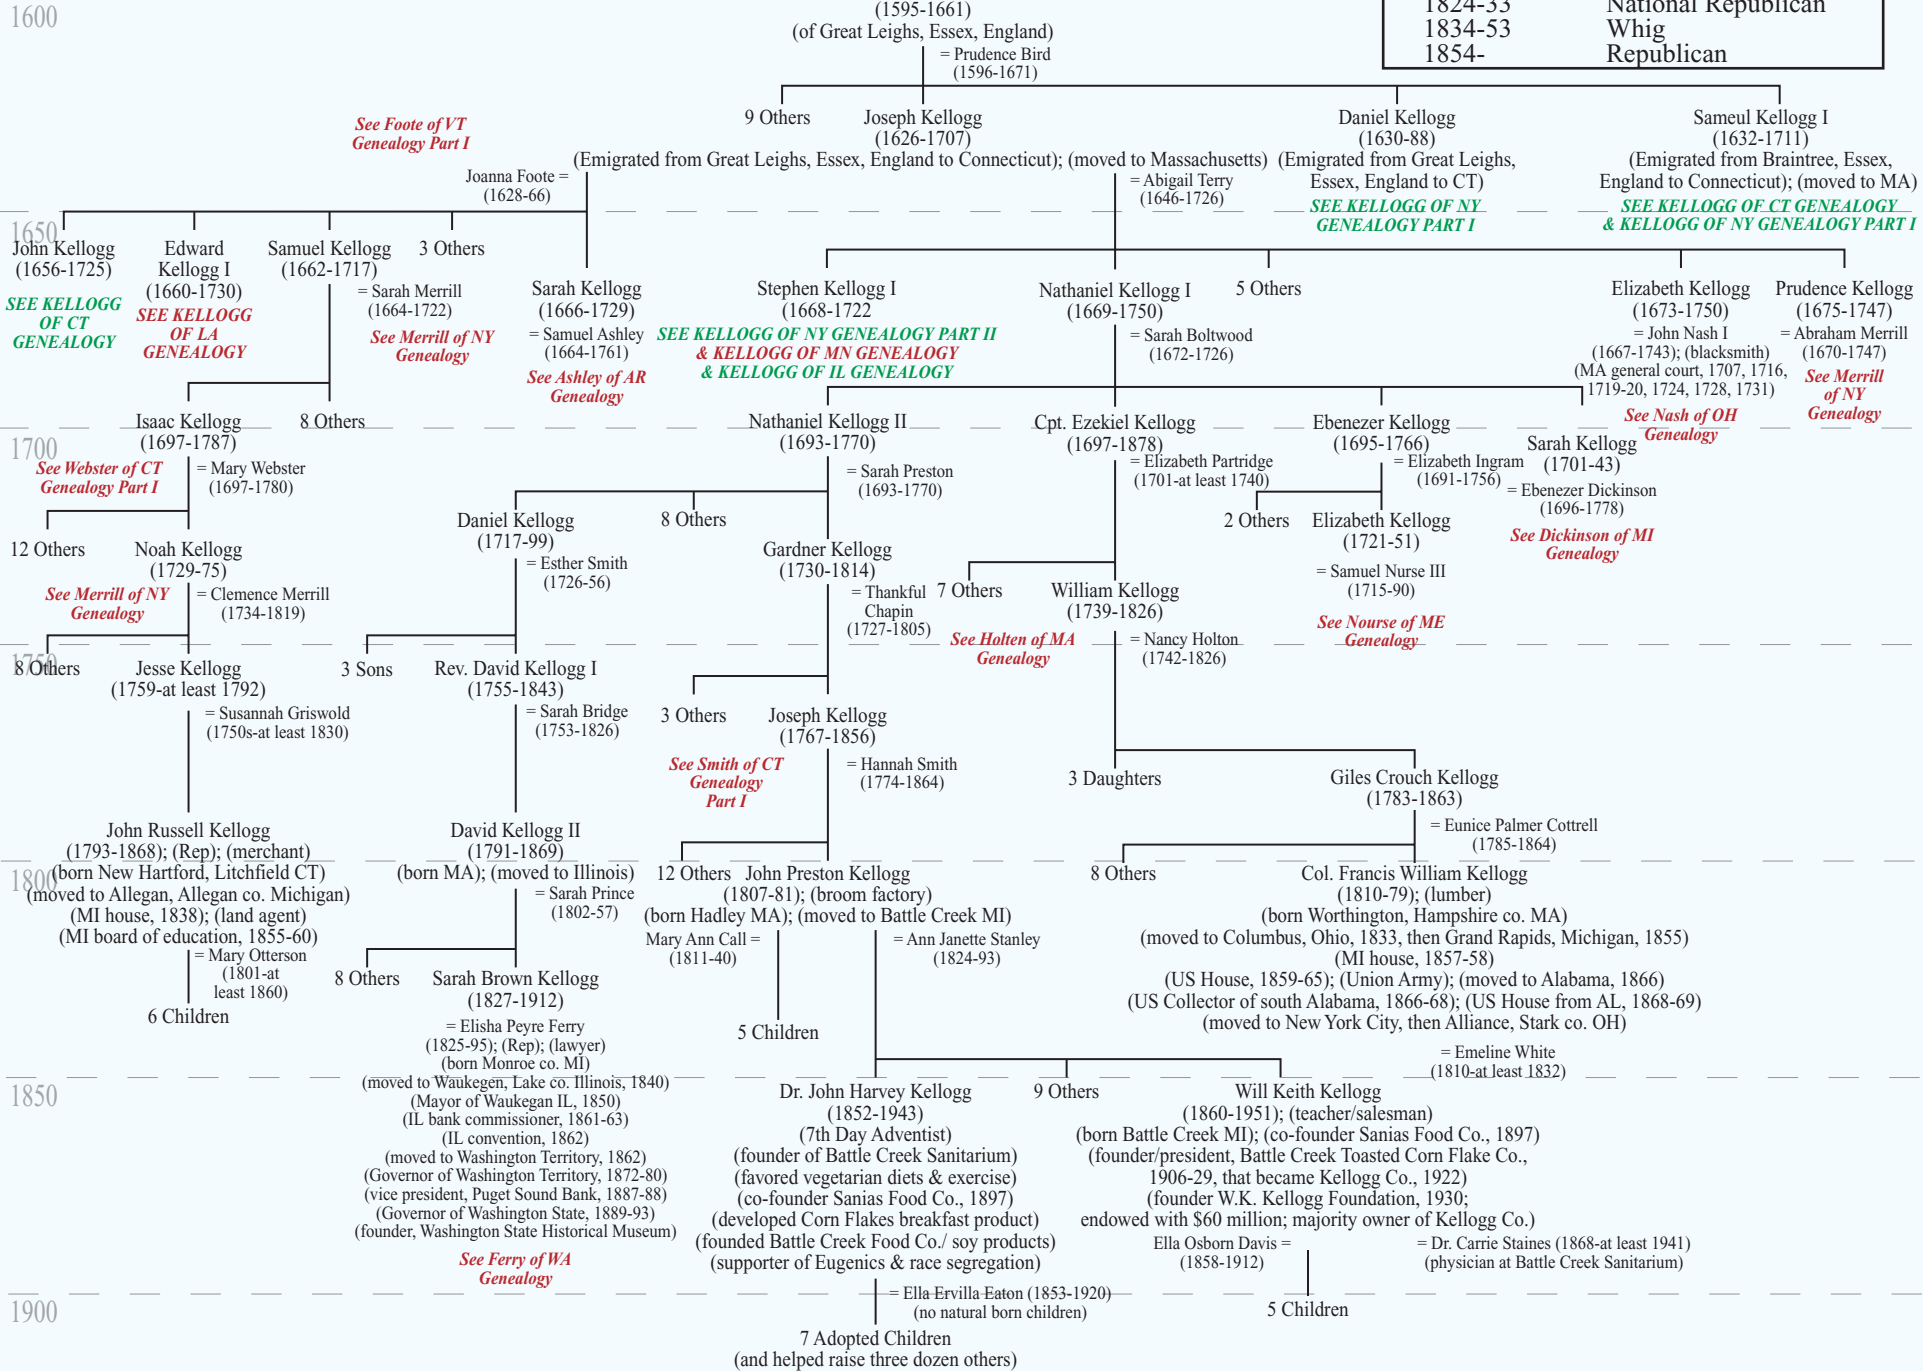 1600
(1595-1661)
(of Great Leighs, Essex, England)
= Prudence Bird
(1596-1671)
1824-33 National Republican
1834-53 Whig
1854- Republican
9 Others
Joseph Kellogg
(1626-1707)
(Emigrated from Great Leighs, Essex, England to Connecticut); (moved to Massachusetts)
Daniel Kellogg
(1630-88)
(Emigrated from Great Leighs,
Essex, England to CT)
SEE KELLOGG OF NY
GENEALOGY PART I
Sameul Kellogg I
(1632-1711)
(Emigrated from Braintree, Essex,
England to Connecticut); (moved to MA)
SEE KELLOGG OF CT GENEALOGY
& KELLOGG OF NY GENEALOGY PART I
See Foote of VT
Genealogy Part I
Joanna Foote =
(1628-66)
= Abigail Terry
(1646-1726)
1650
John Kellogg
(1656-1725)
SEE KELLOGG
OF CT
GENEALOGY
Edward
Kellogg I
(1660-1730)
SEE KELLOGG
OF LA
GENEALOGY
Samuel Kellogg
(1662-1717)
= Sarah Merrill
(1664-1722)
See Merrill of NY
Genealogy
3 Others
Sarah Kellogg
(1666-1729)
= Samuel Ashley
(1664-1761)
See Ashley of AR
Genealogy
Stephen Kellogg I
(1668-1722
SEE KELLOGG OF NY GENEALOGY PART II
& KELLOGG OF MN GENEALOGY
& KELLOGG OF IL GENEALOGY
Nathaniel Kellogg I
(1669-1750)
= Sarah Boltwood
(1672-1726)
5 Others
Elizabeth Kellogg
(1673-1750)
= John Nash I
(1667-1743); (blacksmith)
(MA general court, 1707, 1716,
1719-20, 1724, 1728, 1731)
See Nash of OH
Genealogy
Prudence Kellogg
(1675-1747)
= Abraham Merrill
(1670-1747)
See Merrill
of NY
Genealogy
1700
Isaac Kellogg
(1697-1787)
See Webster of CT
Genealogy Part I
= Mary Webster
(1697-1780)
8 Others
Nathaniel Kellogg II
(1693-1770)
= Sarah Preston
(1693-1770)
Cpt. Ezekiel Kellogg
(1697-1878)
= Elizabeth Partridge
(1701-at least 1740)
Ebenezer Kellogg
(1695-1766)
= Elizabeth Ingram
(1691-1756)
Sarah Kellogg
(1701-43)
= Ebenezer Dickinson
(1696-1778)
See Dickinson of MI
Genealogy
12 Others
Noah Kellogg
(1729-75)
See Merrill of NY
Genealogy
= Clemence Merrill
(1734-1819)
Daniel Kellogg
(1717-99)
= Esther Smith
(1726-56)
8 Others
Gardner Kellogg
(1730-1814)
= Thankful
Chapin
(1727-1805)
7 Others
William Kellogg
(1739-1826)
See Holten of MA
Genealogy
= Nancy Holton
(1742-1826)
2 Others
Elizabeth Kellogg
(1721-51)
= Samuel Nurse III
(1715-90)
See Nourse of ME
Genealogy
1750
8 Others
Jesse Kellogg
(1759-at least 1792)
= Susannah Griswold
(1750s-at least 1830)
3 Sons
Rev. David Kellogg I
(1755-1843)
= Sarah Bridge
(1753-1826)
3 Others
Joseph Kellogg
(1767-1856)
See Smith of CT
Genealogy
Part I
= Hannah Smith
(1774-1864)
3 Daughters
Giles Crouch Kellogg
(1783-1863)
= Eunice Palmer Cottrell
(1785-1864)
1800
John Russell Kellogg
(1793-1868); (Rep); (merchant)
(born New Hartford, Litchfield CT)
(moved to Allegan, Allegan co. Michigan)
(MI house, 1838); (land agent)
(MI board of education, 1855-60)
= Mary Otterson
(1801-at
least 1860)
6 Children
David Kellogg II
(1791-1869)
(born MA); (moved to Illinois)
= Sarah Prince
(1802-57)
12 Others
John Preston Kellogg
(1807-81); (broom factory)
(born Hadley MA); (moved to Battle Creek MI)
Mary Ann Call =
(1811-40)
= Ann Janette Stanley
(1824-93)
5 Children
8 Others
Col. Francis William Kellogg
(1810-79); (lumber)
(born Worthington, Hampshire co. MA)
(moved to Columbus, Ohio, 1833, then Grand Rapids, Michigan, 1855)
(MI house, 1857-58)
(US House, 1859-65); (Union Army); (moved to Alabama, 1866)
(US Collector of south Alabama, 1866-68); (US House from AL, 1868-69)
(moved to New York City, then Alliance, Stark co. OH)
= Emeline White
(1810-at least 1832)
8 Others
Sarah Brown Kellogg
(1827-1912)
= Elisha Peyre Ferry
(1825-95); (Rep); (lawyer)
(born Monroe co. MI)
(moved to Waukegen, Lake co. Illinois, 1840)
(Mayor of Waukegan IL, 1850)
(IL bank commissioner, 1861-63)
(IL convention, 1862)
(moved to Washington Territory, 1862)
(Governor of Washington Territory, 1872-80)
(vice president, Puget Sound Bank, 1887-88)
(Governor of Washington State, 1889-93)
(founder, Washington State Historical Museum)
See Ferry of WA
Genealogy
1850
Dr. John Harvey Kellogg
(1852-1943)
(7th Day Adventist)
(founder of Battle Creek Sanitarium)
(favored vegetarian diets & exercise)
(co-founder Sanias Food Co., 1897)
(developed Corn Flakes breakfast product)
(founded Battle Creek Food Co./ soy products)
(supporter of Eugenics & race segregation)
= Ella Ervilla Eaton (1853-1920)
(no natural born children)
7 Adopted Children
(and helped raise three dozen others)
9 Others
Will Keith Kellogg
(1860-1951); (teacher/salesman)
(born Battle Creek MI); (co-founder Sanias Food Co., 1897)
(founder/president, Battle Creek Toasted Corn Flake Co.,
1906-29, that became Kellogg Co., 1922)
(founder W.K. Kellogg Foundation, 1930;
endowed with $60 million; majority owner of Kellogg Co.)
Ella Osborn Davis =
(1858-1912)
= Dr. Carrie Staines (1868-at least 1941)
(physician at Battle Creek Sanitarium)
5 Children
1900